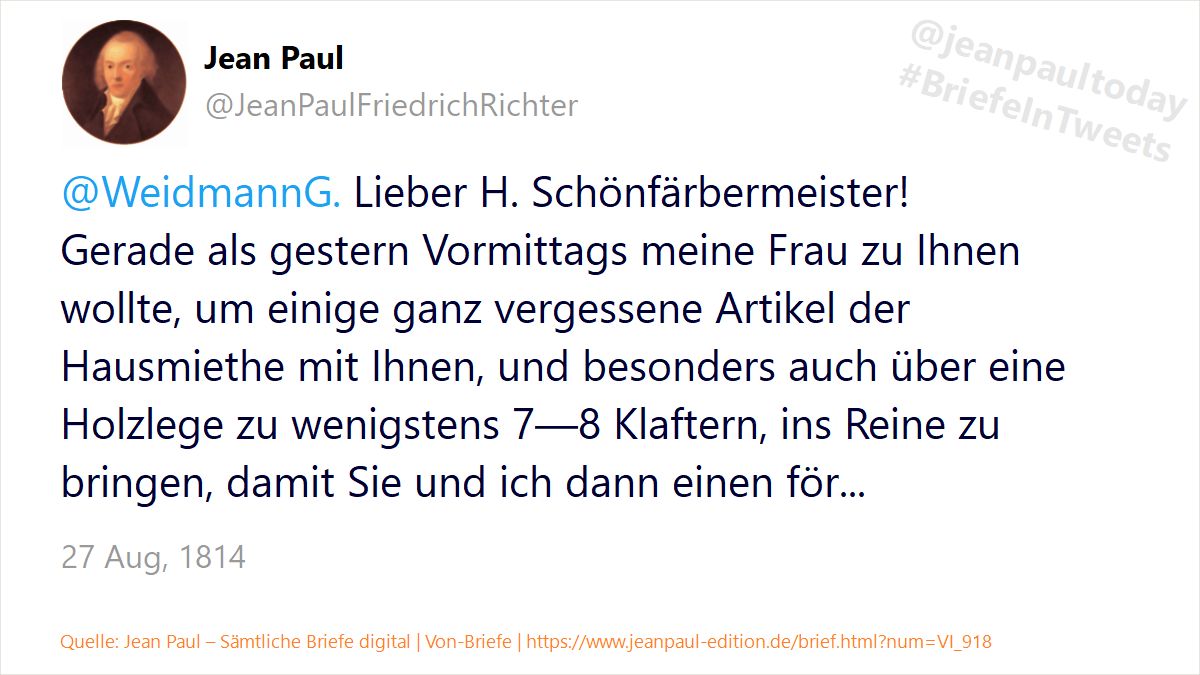 Jean Paul
@JeanPaulFriedrichRichter
@jeanpaultoday
#BriefeInTweets
@WeidmannG. Lieber H. Schönfärbermeister!
Gerade als gestern Vormittags meine Frau zu Ihnen
wollte, um einige ganz vergessene Artikel der
Hausmiethe mit Ihnen, und besonders auch über eine
Holzlege zu wenigstens 7—8 Klaftern, ins Reine zu
bringen, damit Sie und ich dann einen för...
27 Aug, 1814
Quelle: Jean Paul – Sämtliche Briefe digital | Von-Briefe | https://www.jeanpaul-edition.de/brief.html?num=VI_918